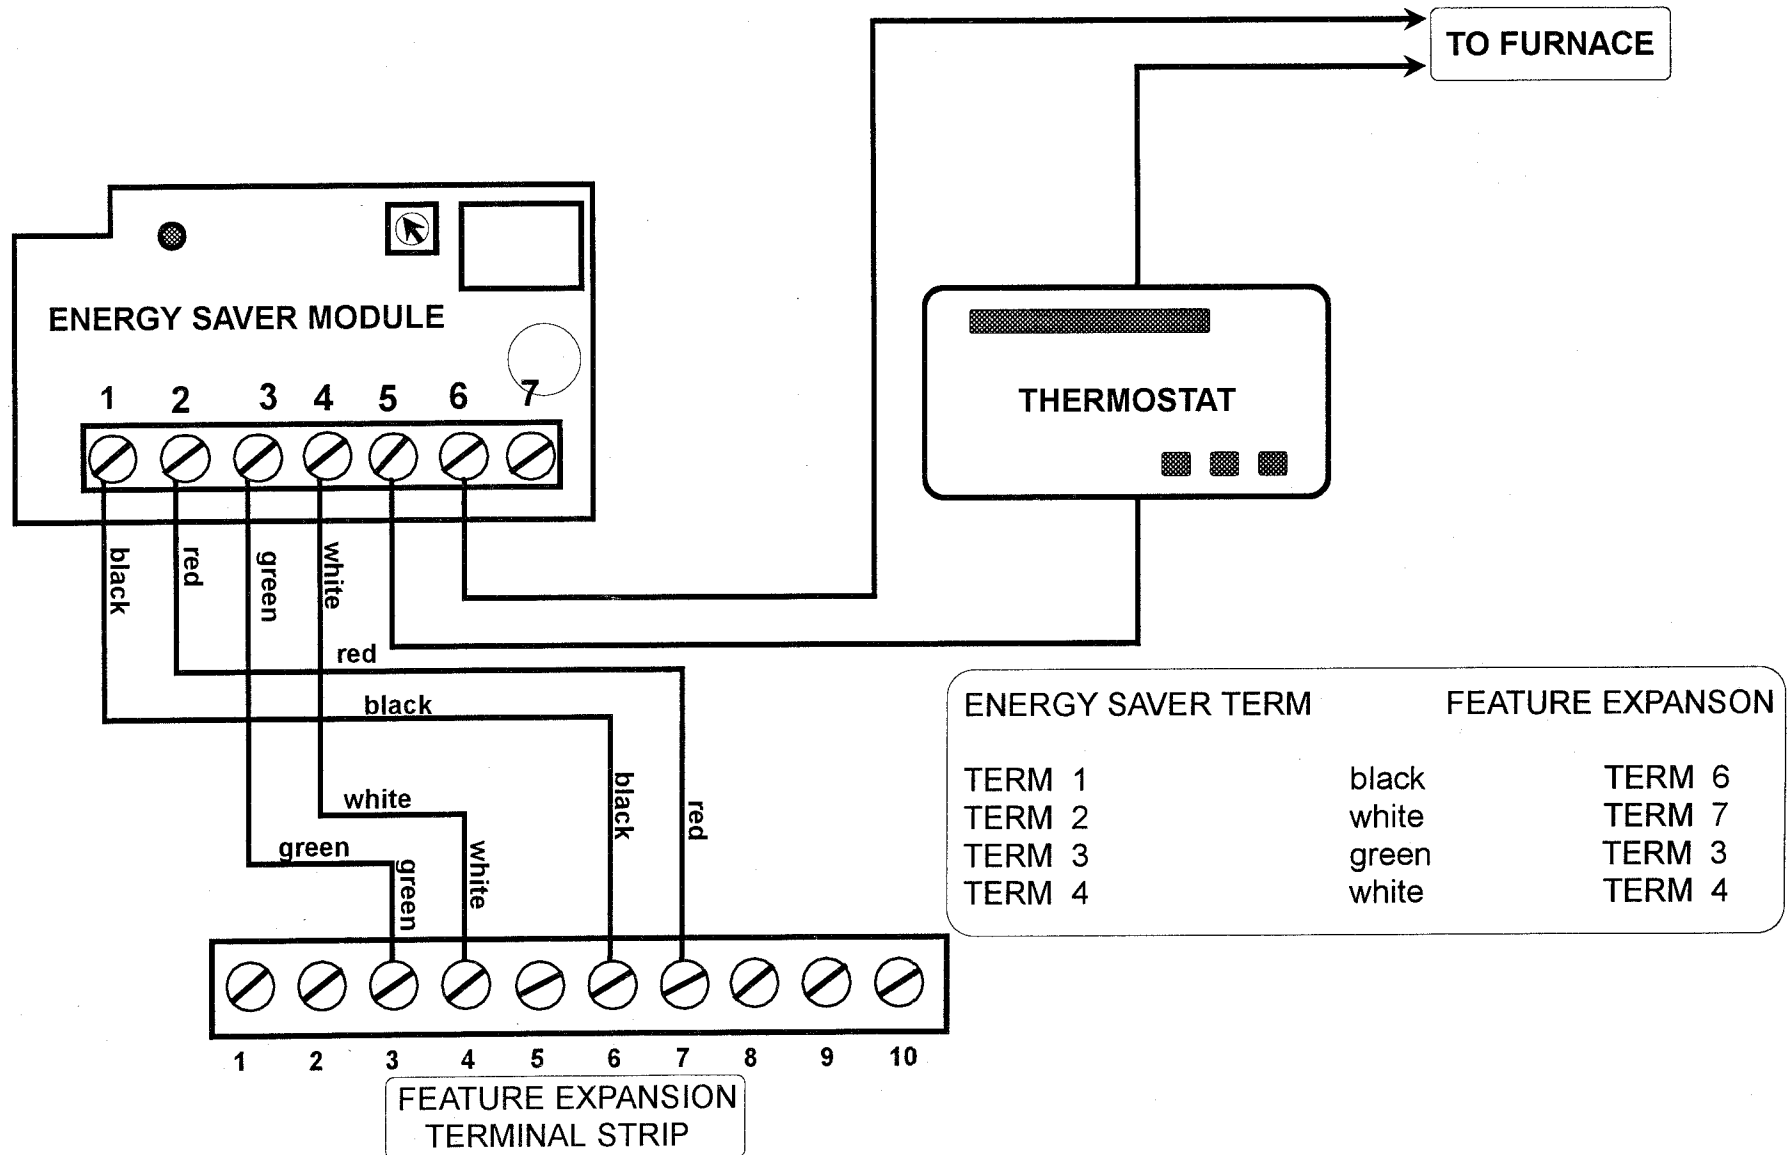 TO FURNACE
ENERGY SAVER MODULE
1 2 3 4 5 6 7
THERMOSTAT
black
red
green
white
red
black
white
green
green
white
black
red
ENERGY SAVER TERM FEATURE EXPANSON
TERM 1 black TERM 6
TERM 2 white TERM 7
TERM 3 green TERM 3
TERM 4 white TERM 4
1 2 3 4 5 6 7 8 9 10
FEATURE EXPANSION
TERMINAL STRIP